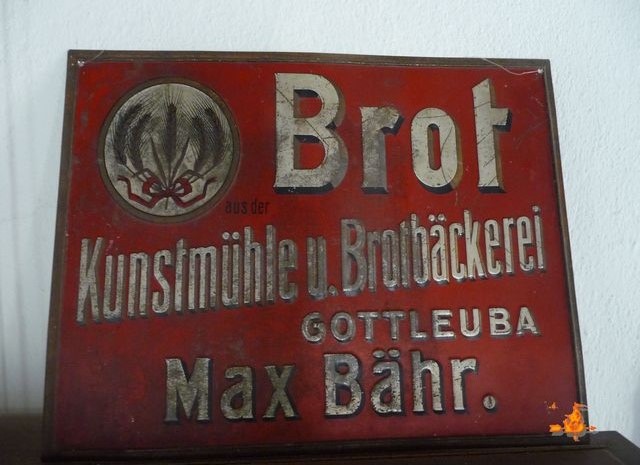 Brot
aus der
Kunstmühle u. Brotbäckerei
GOTTLEUBA
Max Bähr.